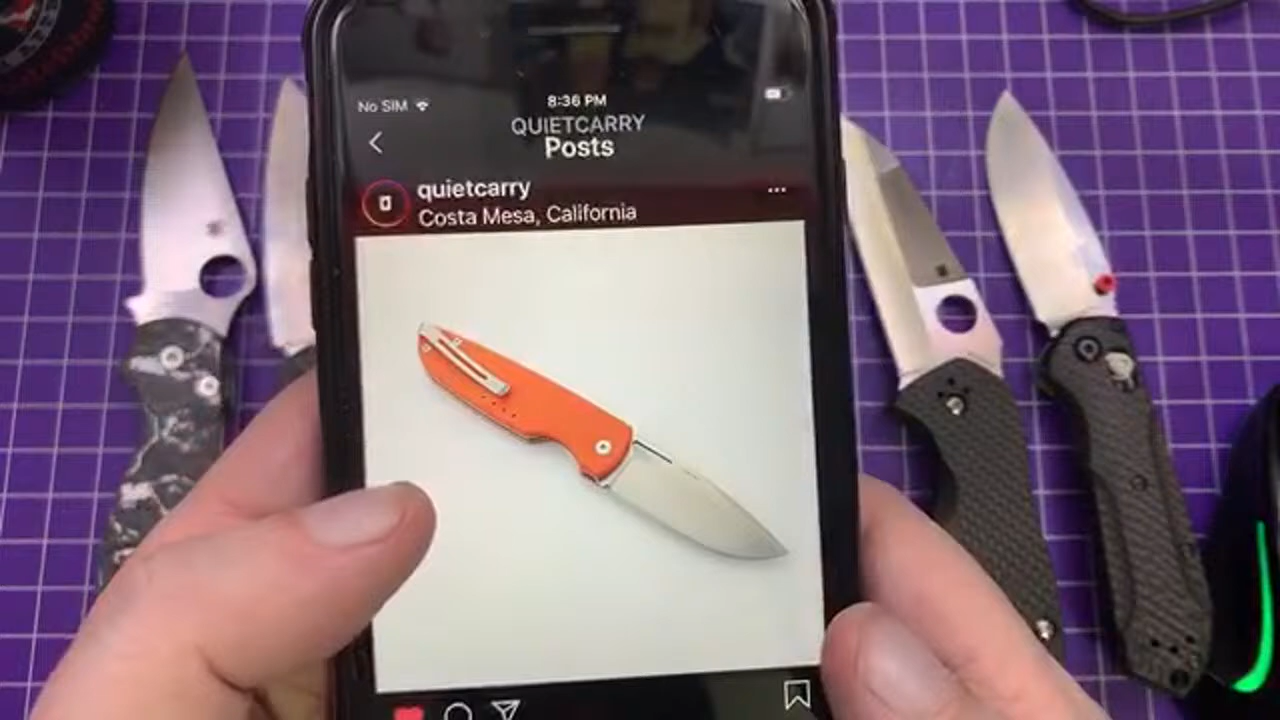 No SIM
8:36 PM
QUIETCARRY
Posts
quietcarry
Costa Mesa, California